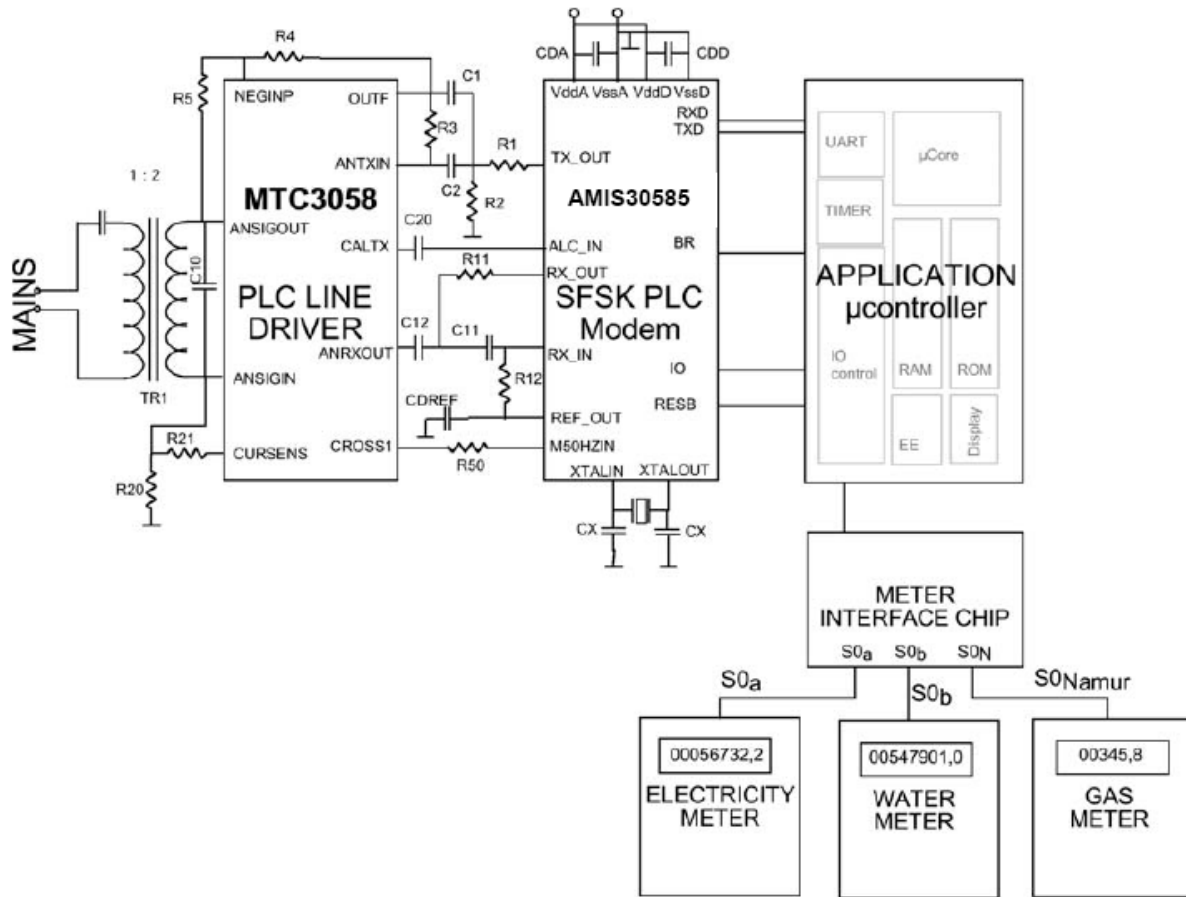 R4
CDA
CDD
R5
NEGINP
OUTF
C1
VddA VssA VddD VssD
RXD
TXD
R3
R1
UART
µCore
ANTXIN
C2
TX_OUT
1 : 2
MTC3058
R2
AMIS30585
TIMER
ANSIGOUT
C20
CALTX
ALC_IN
BR
MAINS
C10
R11
RX_OUT
APPLICATION
µcontroller
PLC LINE
DRIVER
SFSK PLC
Modem
C12
C11
ANRXOUT
RX_IN
IO
control
RAM
ROM
ANSIGIN
R12
IO
TR1
CDREF
REF_OUT
RESB
R21
CURSENS
CROSS1
R50
M50HZIN
EE
Display
R20
XTALIN
XTALOUT
CX
CX
METER
INTERFACE CHIP
S0a
S0b
S0N
S0a
S0b
S0Namur
00056732,2
00547901,0
00345,8
ELECTRICITY
METER
WATER
METER
GAS
METER